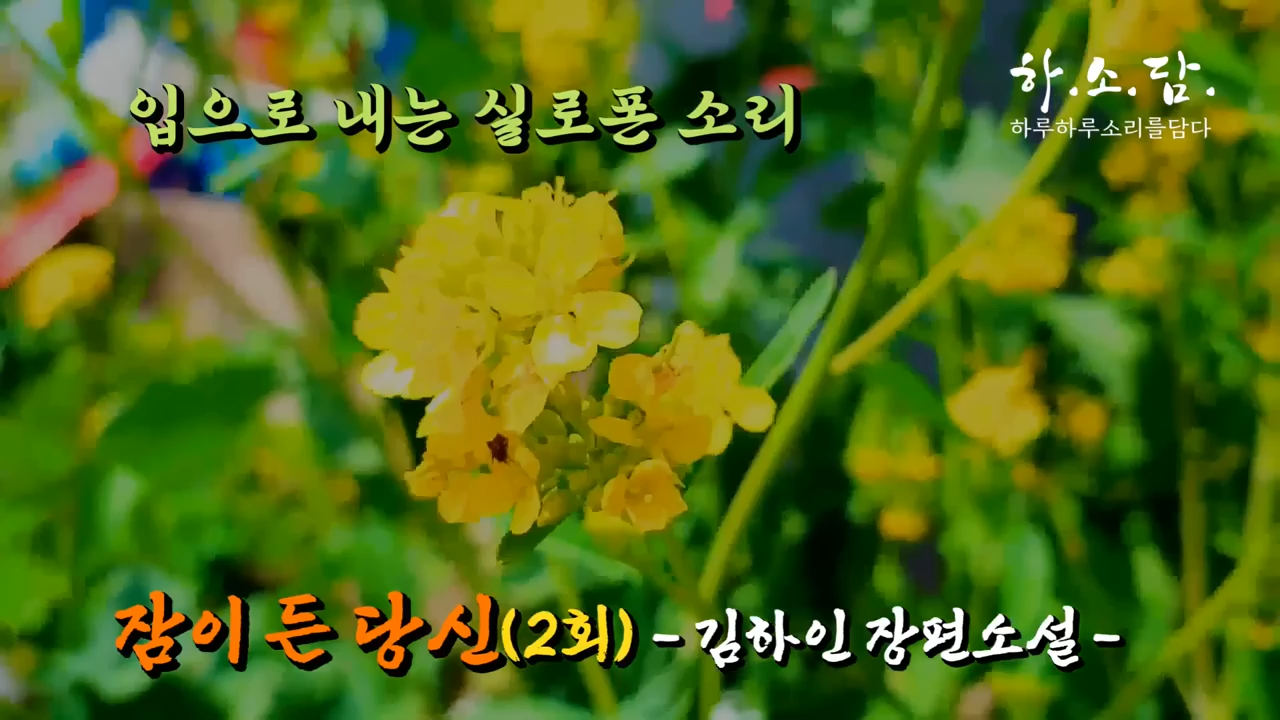 입으로 내는 실로폰 소리
하.소.담.
하루하루소리를담다
잠이 든 당신(2회) - 김하인 장편소설 -